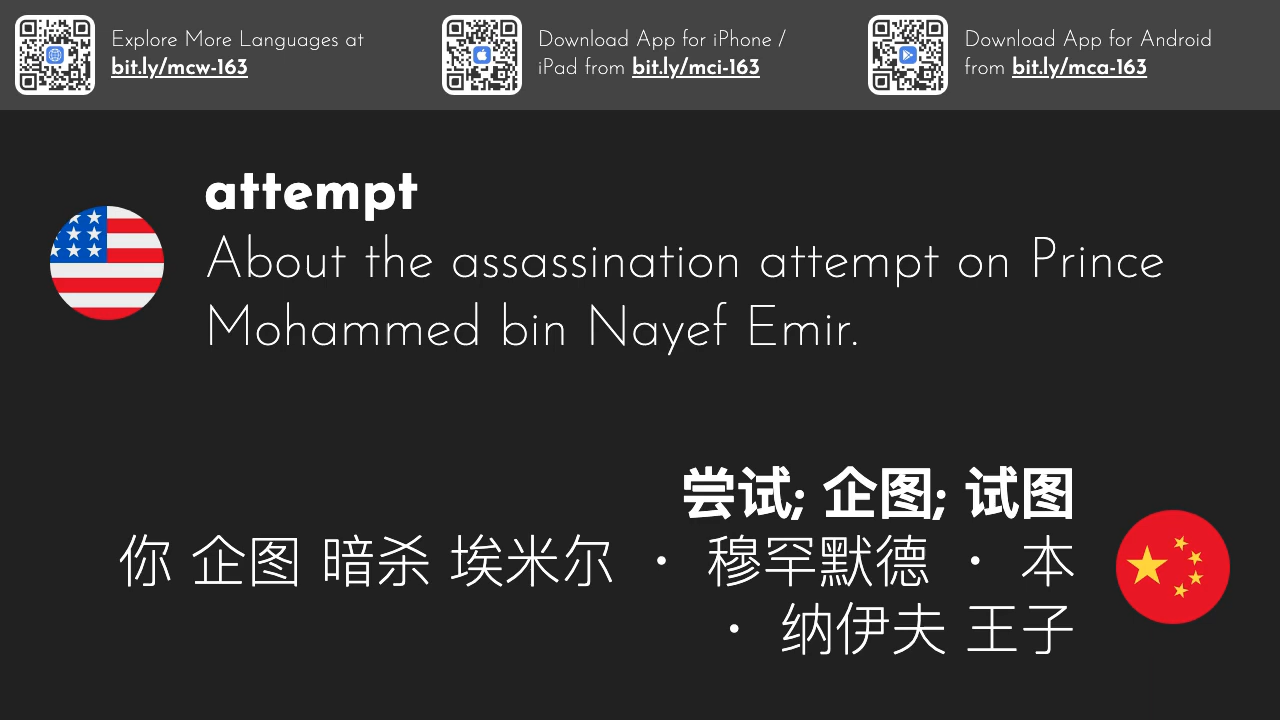 Explore More Languages at
bit.ly/mcw-163
Download App for iPhone /
iPad from bit.ly/mci-163
Download App for Android
from bit.ly/mca-163
attempt
About the assassination attempt on Prince
Mohammed bin Nayef Emir.
尝试; 企图; 试图
你 企图 暗杀 埃米尔 · 穆罕默德 · 本
· 纳伊夫 王子